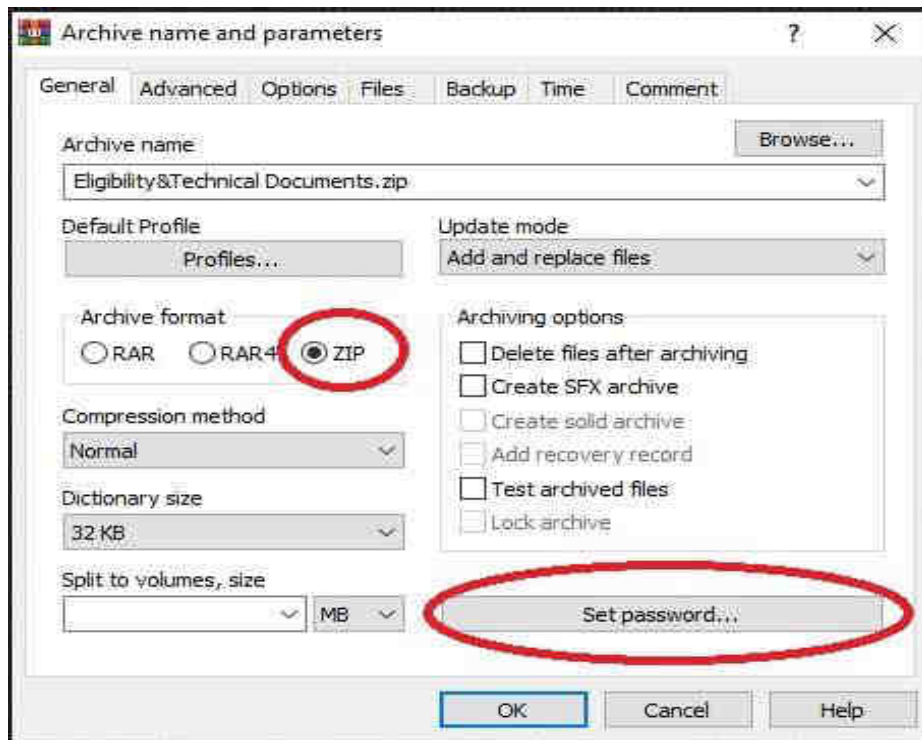 Archive name and parameters
?
General Advanced Options Files Backup Time Comment
Archive name
Browse...
Eligibility&Technical Documents.zip
Default Profile
Update mode
Profiles...
Add and replace files
Archive format
RAR RAR4 ZIP
Archiving options
Delete files after archiving
Create SFX archive
Create solid archive
Add recovery record
Test archived files
Lock archive
Compression method
Normal
Dictionary size
32 KB
Split to volumes, size
MB
Set password...
OK Cancel Help